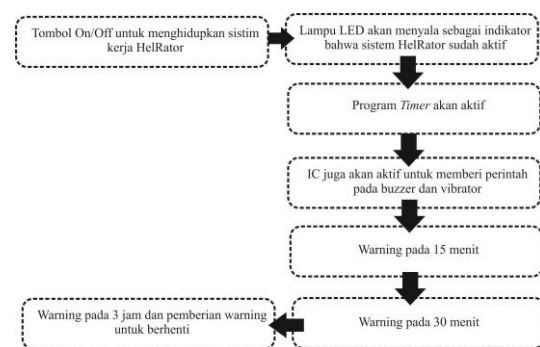 Tombol On/Off untuk menghidupkan sistim
kerja HelRator
Lampu LED akan menyala sebagai indikator
bahwa sistem HelRator sudah aktif
Program Timer akan aktif
IC juga akan aktif untuk memberi perintah
pada buzzer dan vibrator
Warning pada 15 menit
Warning pada 30 menit
Warning pada 3 jam dan pemberian warning
untuk berhenti